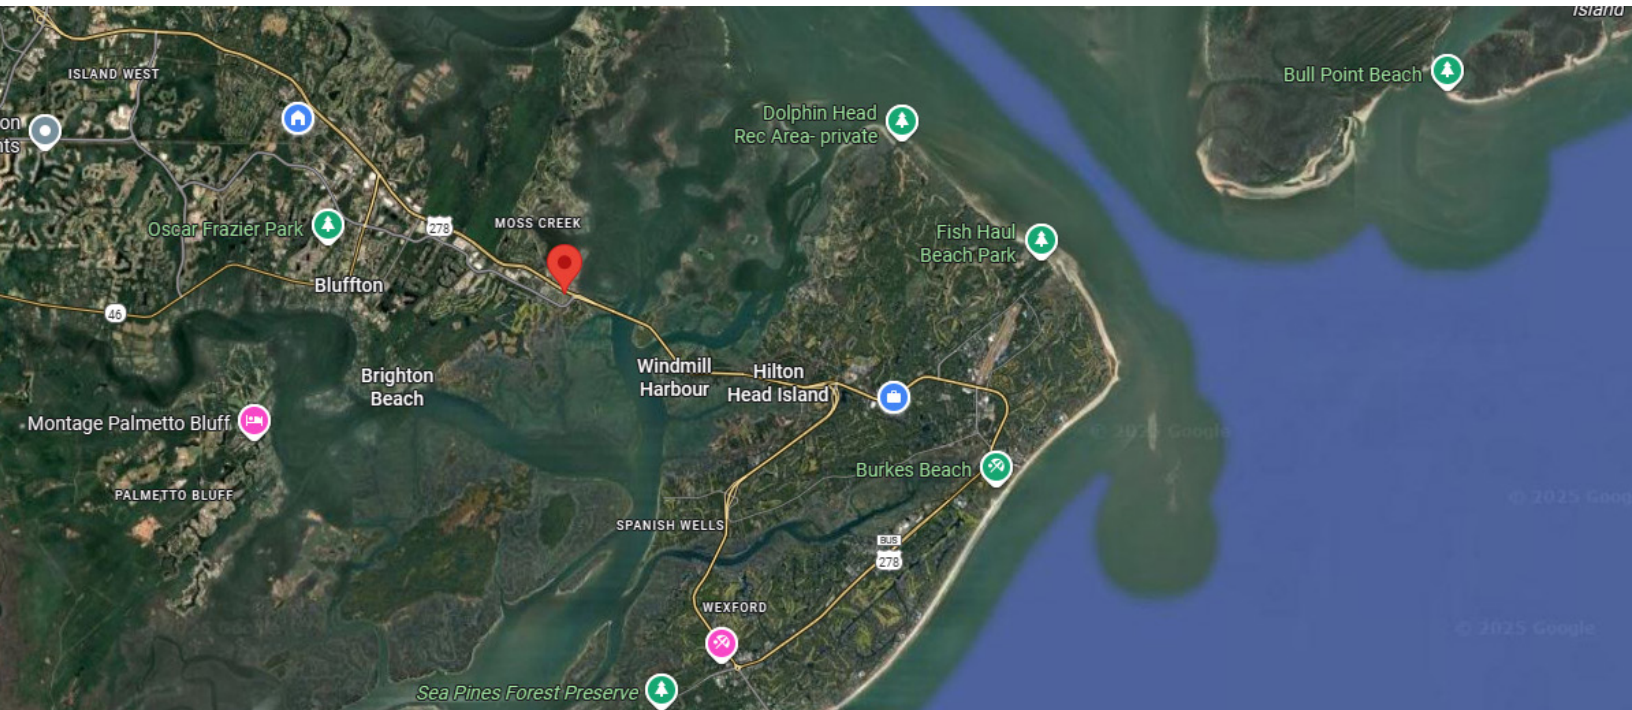 Island
ISLAND WEST
Bull Point Beach
on
nts
Dolphin Head
Rec Area- private
Oscar Frazier Park
278
MOSS CREEK
Fish Haul
Beach Park
Bluffton
46
Windmill
Harbour
Hilton
Head Island
Brighton
Beach
Montage Palmetto Bluff
© 2025 Google
Burkes Beach
PALMETTO BLUFF
© 2025 Goog
SPANISH WELLS
BUS
278
WEXFORD
© 2025 Google
Sea Pines Forest Preserve